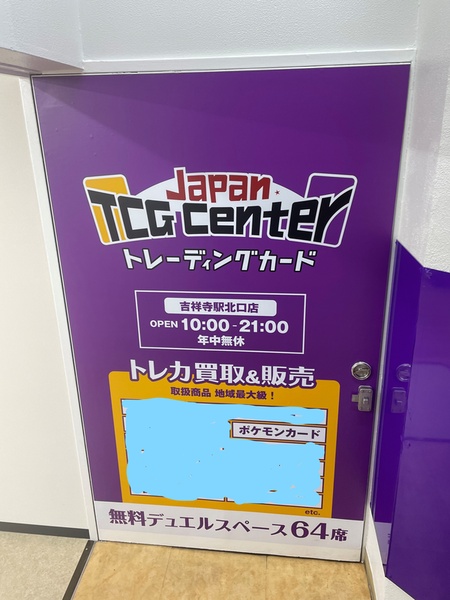 Japan
TCG Center
トレーディングカード
吉祥寺駅北口店
OPEN 10:00-21:00
年中無休
トレカ買取&販売
取扱商品 地域最大級！
ポケモンカード
etc.
無料デュエルスペース64席